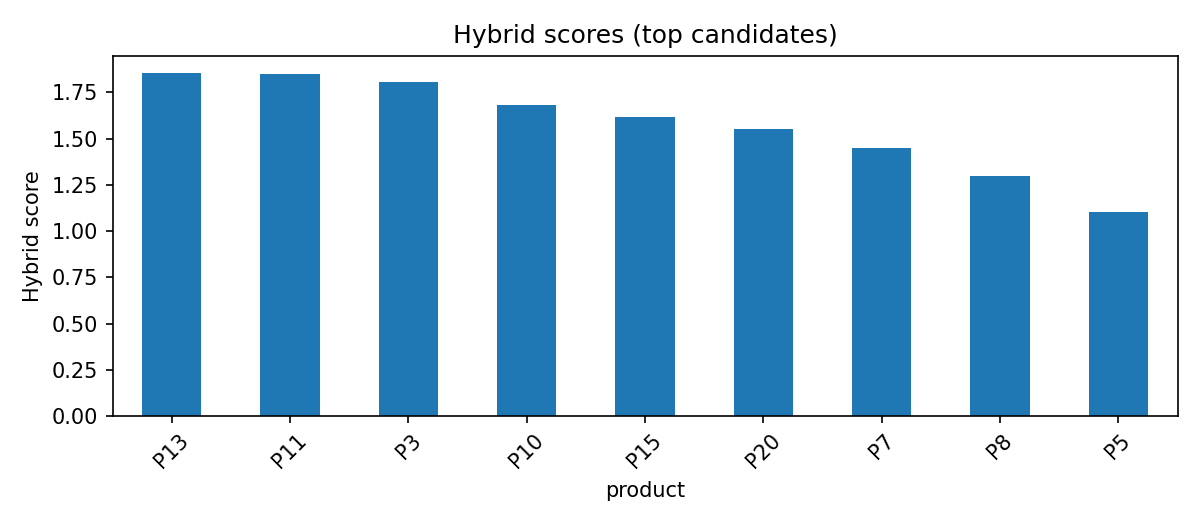 Hybrid scores (top candidates)
Hybrid score
1.75
1.50
1.25
1.00
0.75
0.50
0.25
0.00
P13 P11 P3 P10 P15 P20 P7 P8 P5
product